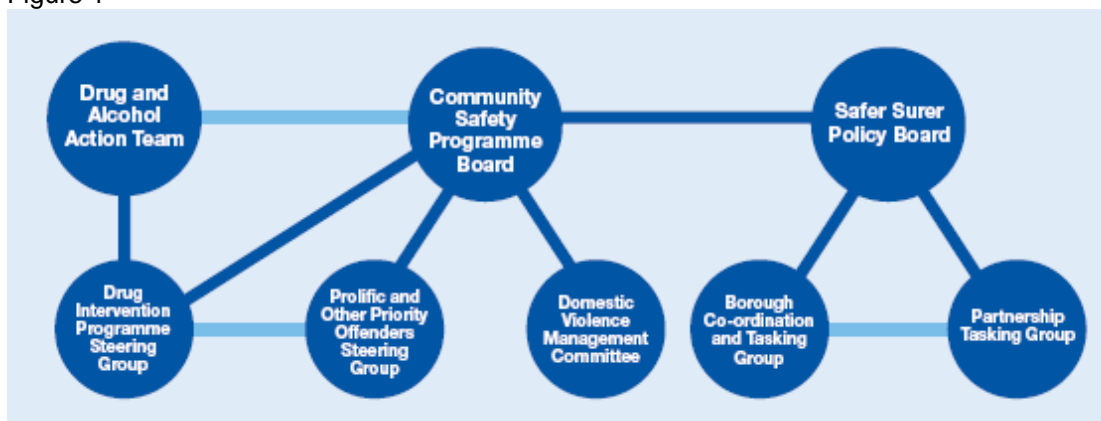 Drug and
Alcohol
Action Team
Community
Safety
Programme
Board
Safer Surer
Policy Board
Drug
Intervention
Programme
Steering
Group
Prolific and
Other Priority
Offenders
Steering
Group
Domestic
Violence
Management
Committee
Borough
Co-ordination
and Tasking
Group
Partnership
Tasking Group